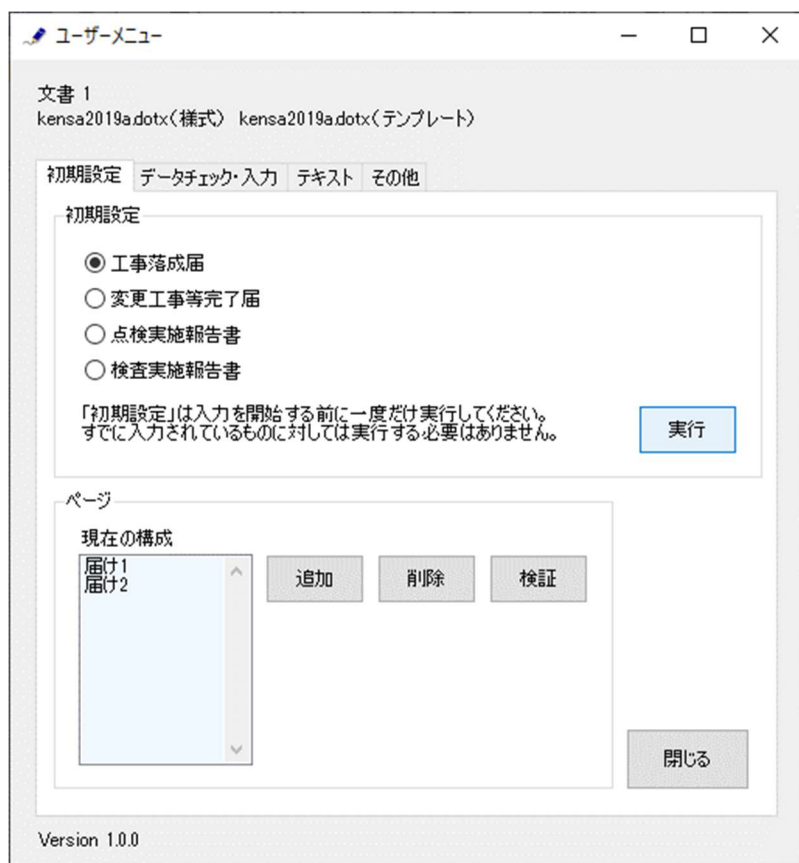 ユーザーメニュー
文書 1
kensa2019a.dotx(様式) kensa2019a.dotx(テンプレート)
初期設定 データチェック・入力 テキスト その他
初期設定
工事落成届
変更工事等完了届
点検実施報告書
検査実施報告書
「初期設定」は入力を開始する前に一度だけ実行してください。
すでに入力されているものに対しては実行する必要はありません。
実行
ページ
現在の構成
届け1
届け2
追加 削除 検証
閉じる
Version 1.0.0